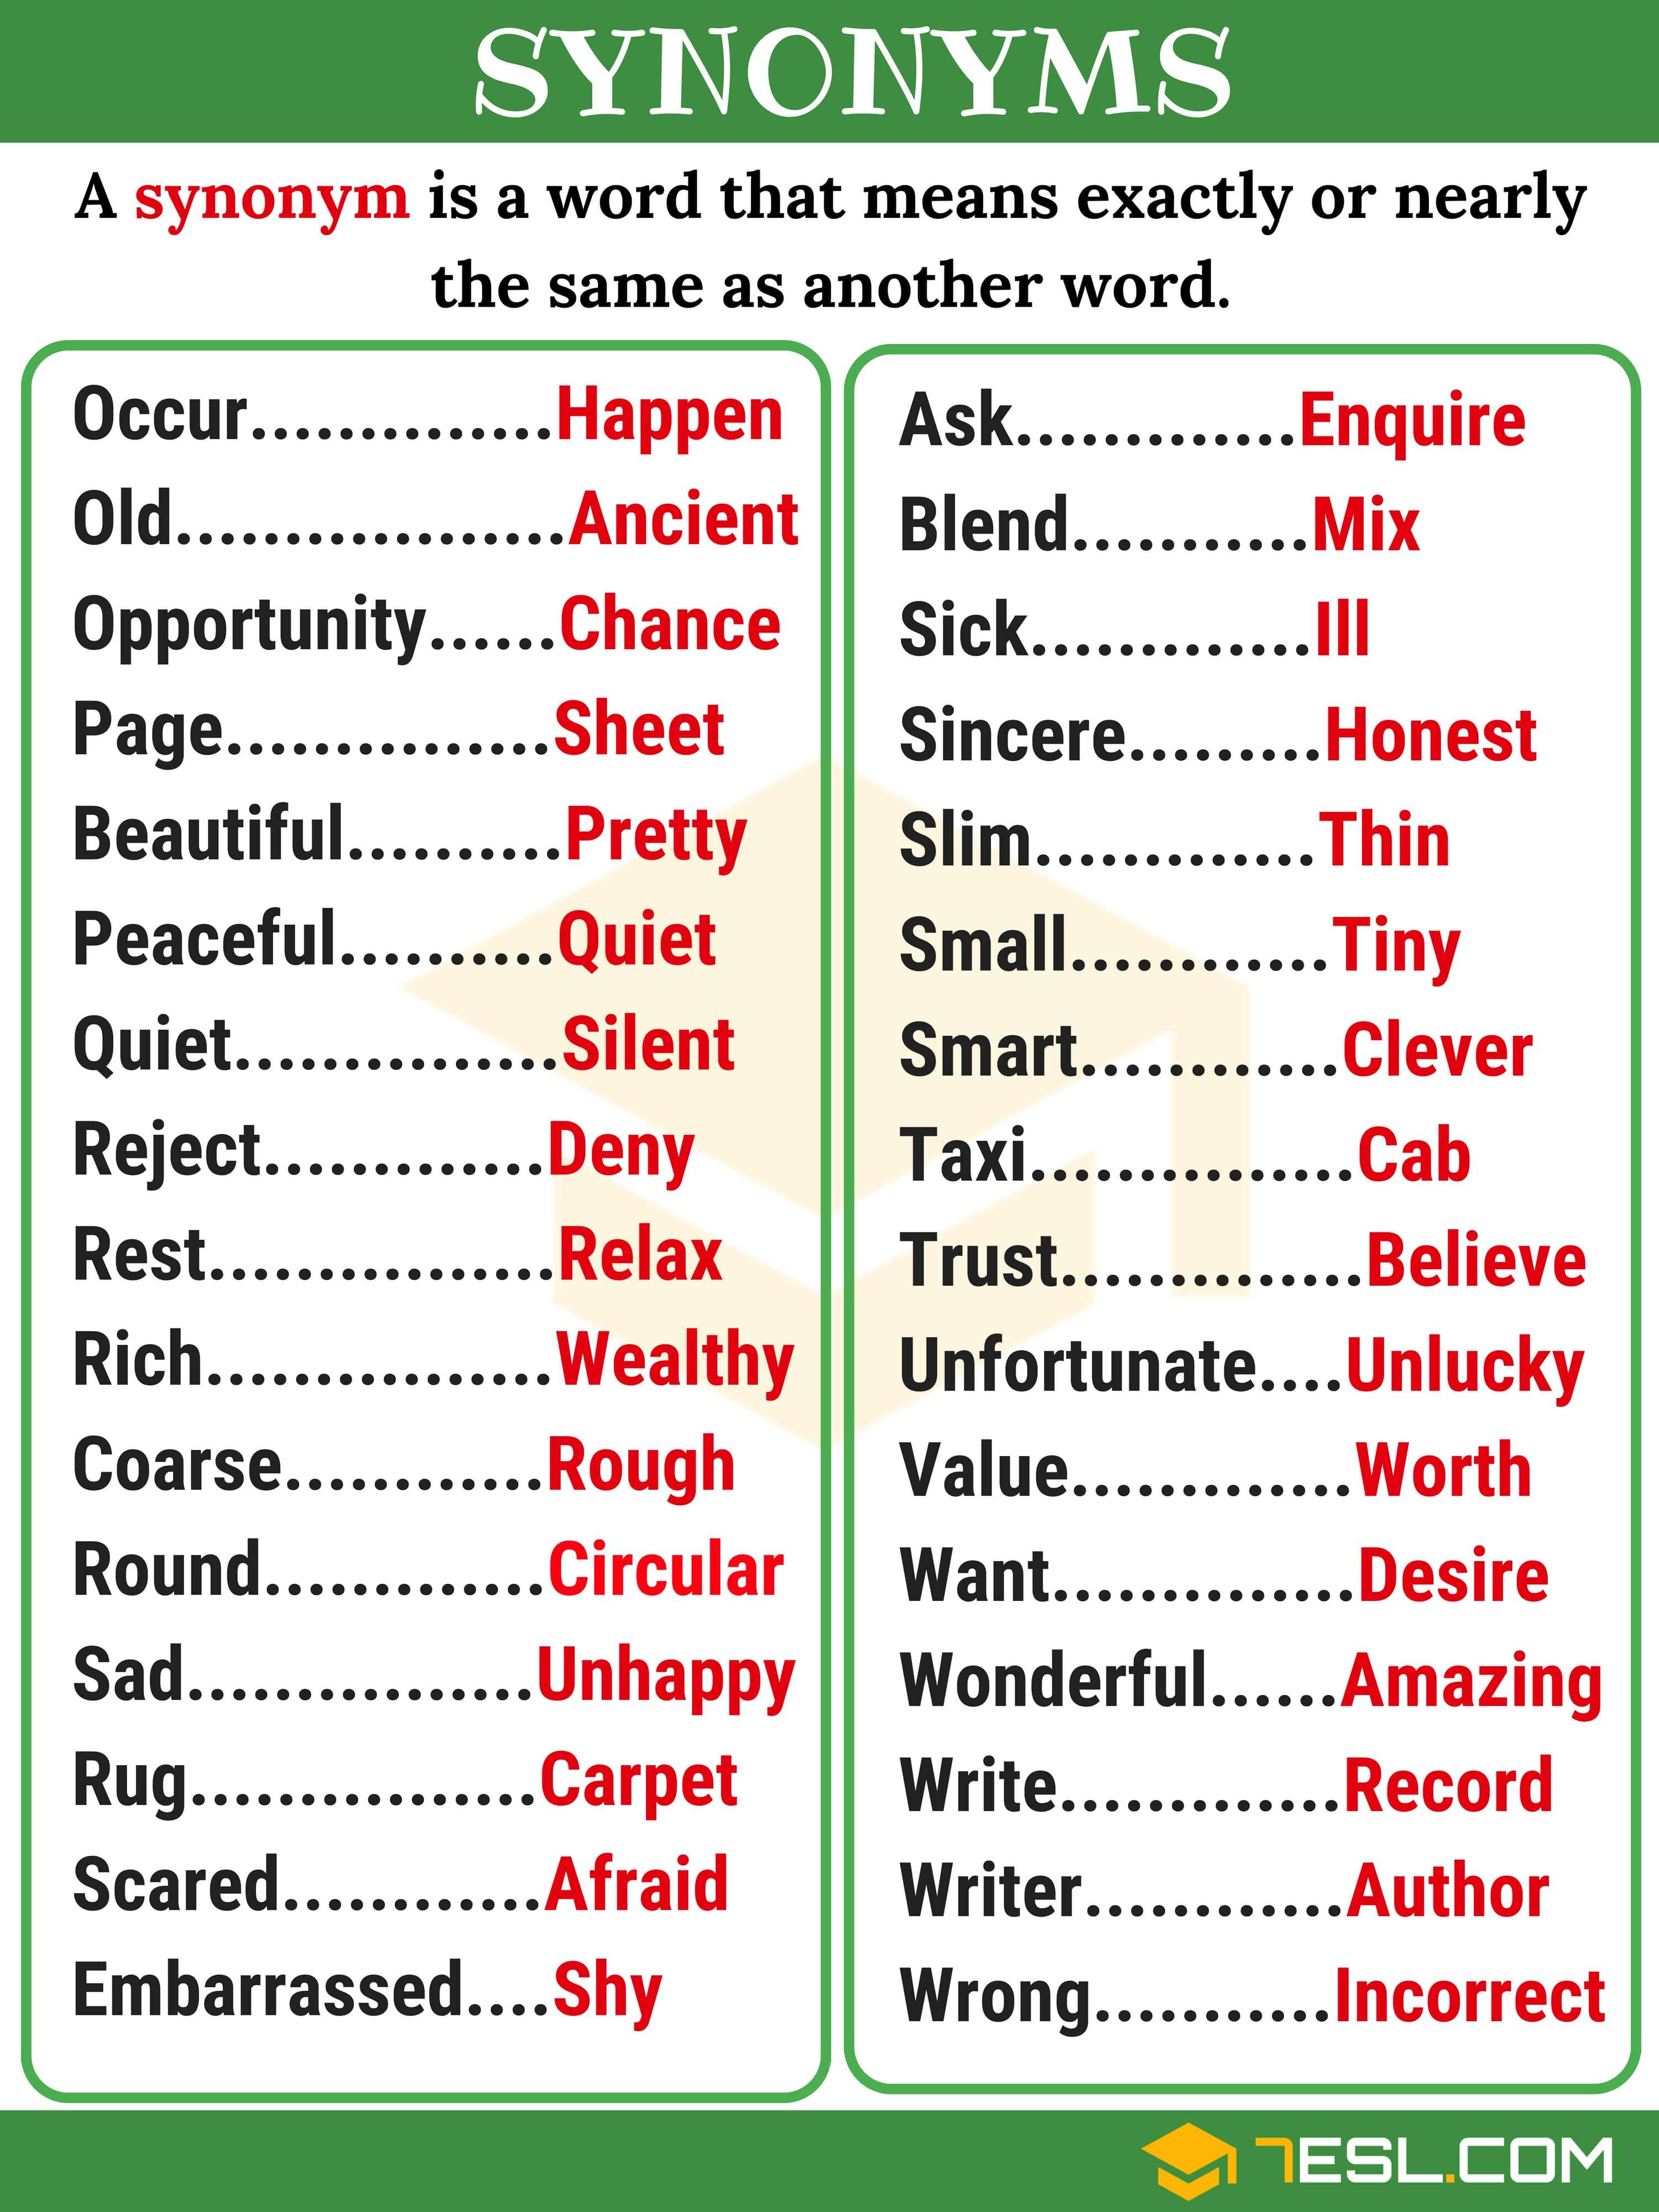 SYNONYMS
A synonym is a word that means exactly or nearly
the same as another word.
Occur..............Happen
Old..................Ancient
Opportunity......Chance
Page...............Sheet
Beautiful..........Pretty
Peaceful..........Quiet
Quiet...............Silent
Reject.............Deny
Rest................Relax
Rich................Wealthy
Coarse............Rough
Round.............Circular
Sad................Unhappy
Rug................Carpet
Scared............Afraid
Embarrassed....Shy
Ask.............Enquire
Blend...........Mix
Sick.............Ill
Sincere.........Honest
Slim.............Thin
Small............Tiny
Smart............Clever
Taxi...............Cab
Trust..............Believe
Unfortunate....Unlucky
Value.............Worth
Want..............Desire
Wonderful......Amazing
Write.............Record
Writer............Author
Wrong...........Incorrect
7ESL.COM